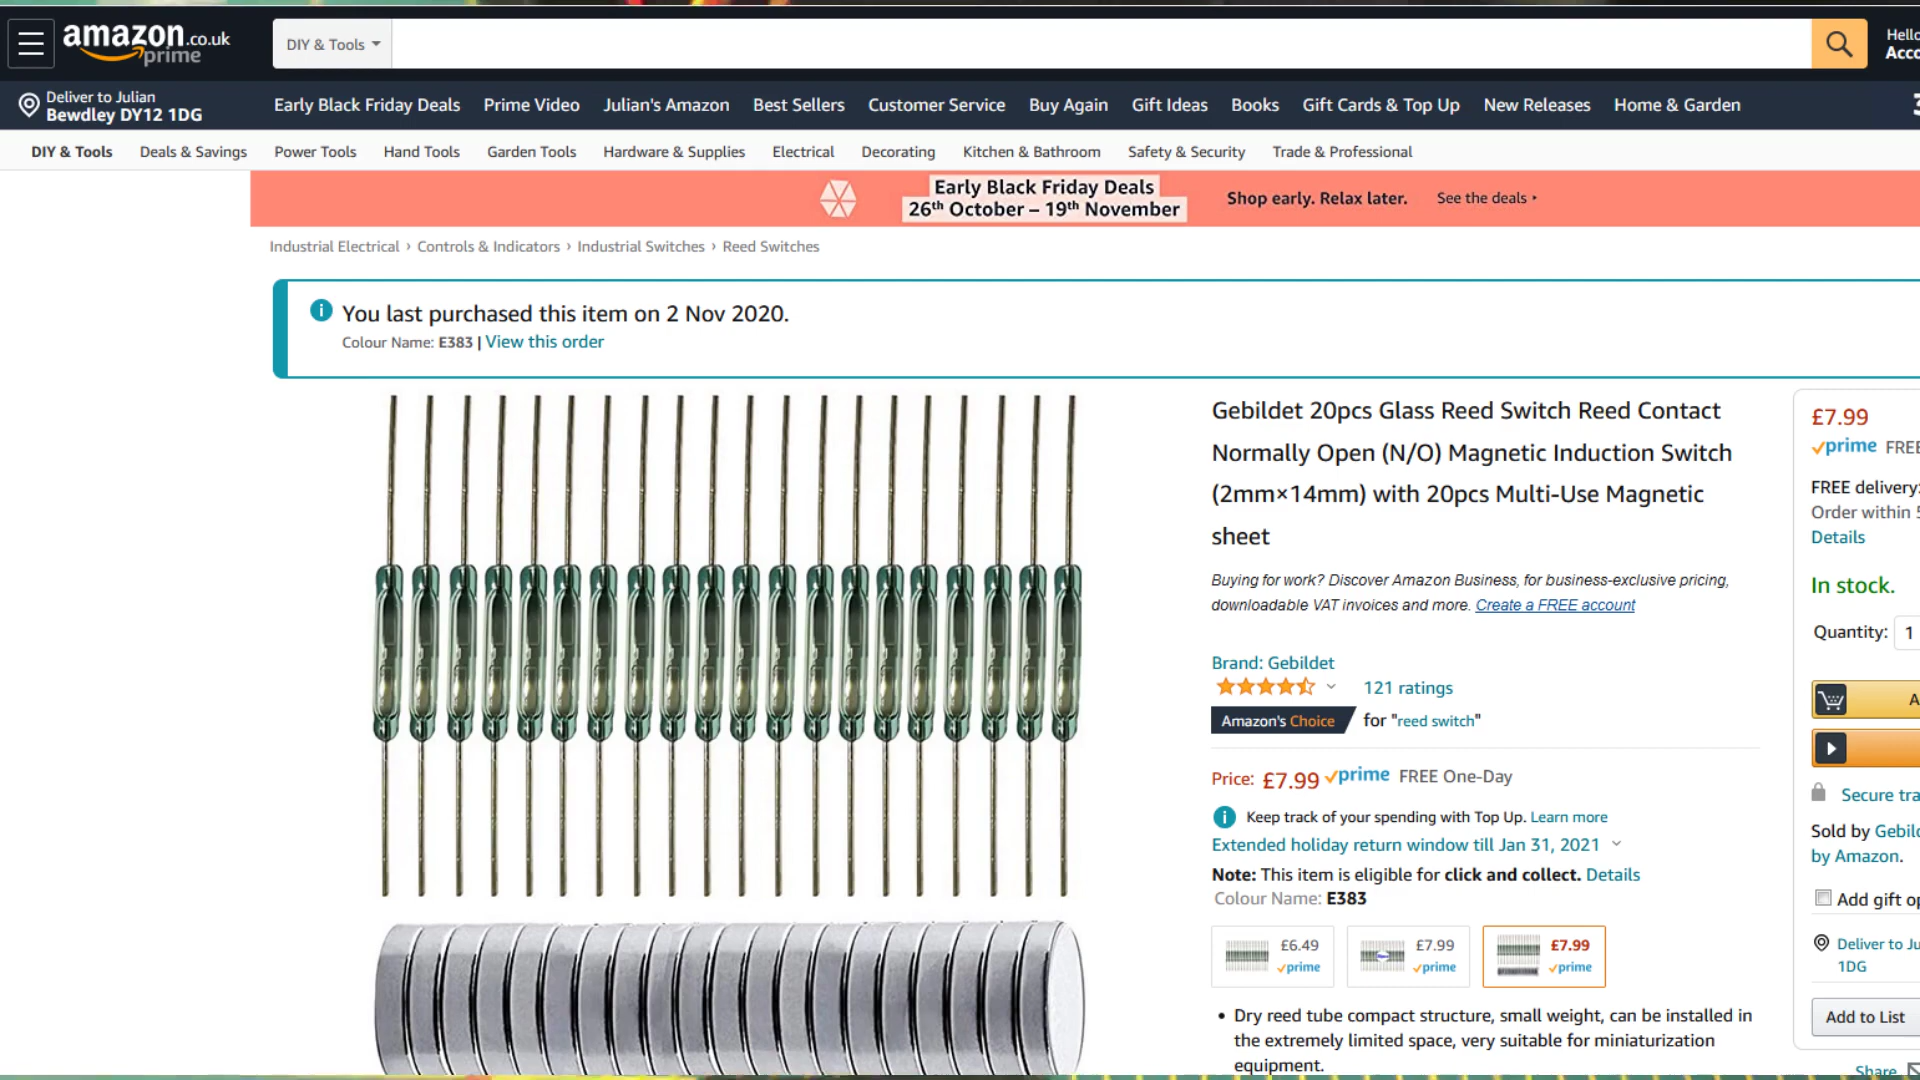 amazon.co.uk
prime
DIY & Tools
Hello
Deliver to Julian
Bewdley DY12 1DG
Early Black Friday Deals
Prime Video
Julian's Amazon
Best Sellers
Customer Service
Buy Again
Gift Ideas
Books
Gift Cards & Top Up
New Releases
Home & Garden
DIY & Tools
Deals & Savings
Power Tools
Hand Tools
Garden Tools
Hardware & Supplies
Electrical
Decorating
Kitchen & Bathroom
Safety & Security
Trade & Professional
Early Black Friday Deals
26th October – 19th November
Shop early. Relax later.
See the deals ‣
Industrial Electrical › Controls & Indicators › Industrial Switches › Reed Switches
You last purchased this item on 2 Nov 2020.
Colour Name: E383 | View this order
Gebildet 20pcs Glass Reed Switch Reed Contact
Normally Open (N/O) Magnetic Induction Switch
(2mm×14mm) with 20pcs Multi-Use Magnetic
sheet
Buying for work? Discover Amazon Business, for business-exclusive pricing,
downloadable VAT invoices and more. Create a FREE account
Brand: Gebildet
121 ratings
Amazon's Choice for "reed switch"
Price: £7.99 prime FREE One-Day
Keep track of your spending with Top Up. Learn more
Extended holiday return window till Jan 31, 2021
Note: This item is eligible for click and collect. Details
Colour Name: E383
£6.49
prime
£7.99
prime
£7.99
prime
• Dry reed tube compact structure, small weight, can be installed in
the extremely limited space, very suitable for miniaturization
equipment.
£7.99
prime FREE
FREE delivery:
Order within
Details
In stock.
Quantity: 1
A
Secure tra
Sold by Gebild
by Amazon.
Add gift op
Deliver to Ju
1DG
Add to List
Share